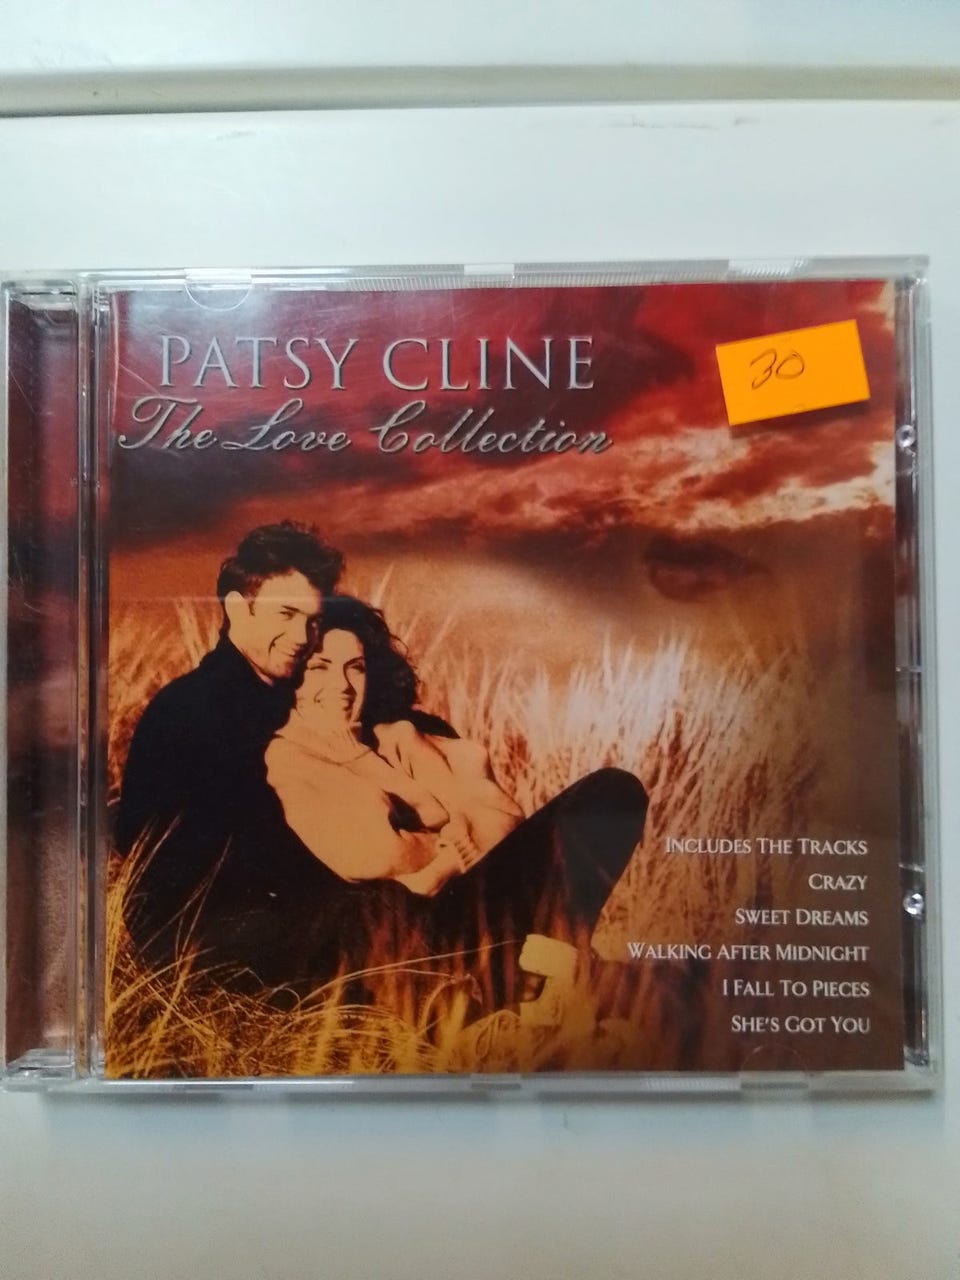 PATSY CLINE
The Love Collection
30
INCLUDES THE TRACKS
CRAZY
SWEET DREAMS
WALKING AFTER MIDNIGHT
I FALL TO PIECES
SHE'S GOT YOU